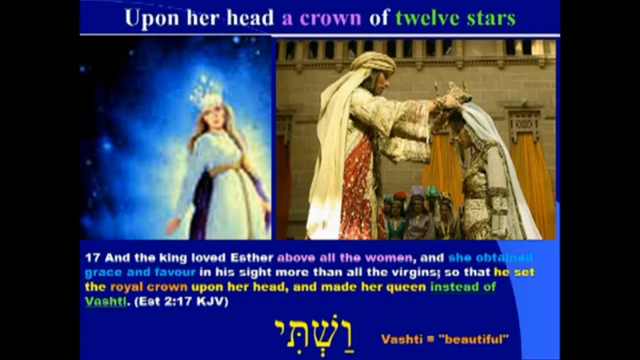 Upon her head a crown of twelve stars
17 And the king loved Esther above all the women, and she obtained
grace and favour in his sight more than all the virgins; so that he set
the royal crown upon her head, and made her queen instead of
Vashti. (Est 2:17 KJV)
וַשְׁתִּי Vashti = "beautiful"